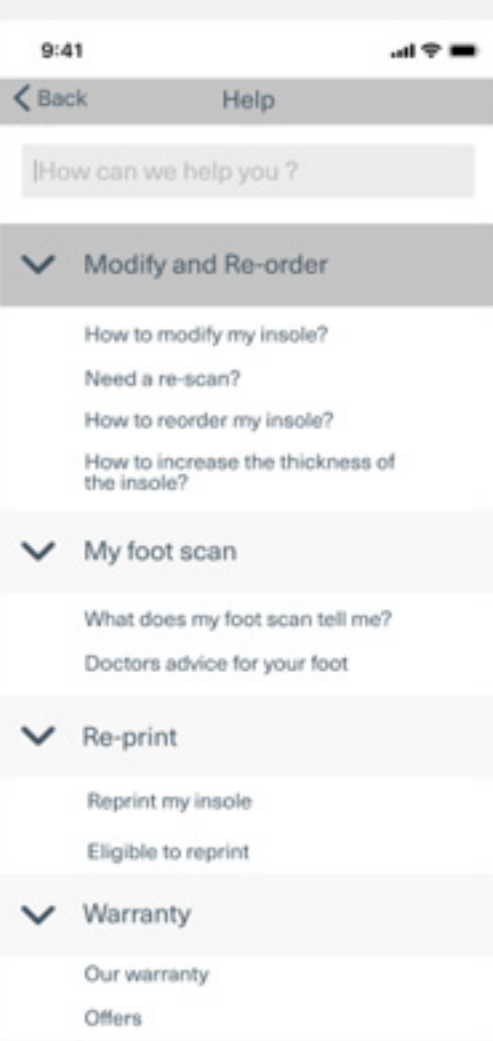 9:41
Back Help
How can we help you ?
Modify and Re-order
How to modify my insole?
Need a re-scan?
How to reorder my insole?
How to increase the thickness of
the insole?
My foot scan
What does my foot scan tell me?
Doctors advice for your foot
Re-print
Reprint my insole
Eligible to reprint
Warranty
Our warranty
Offers